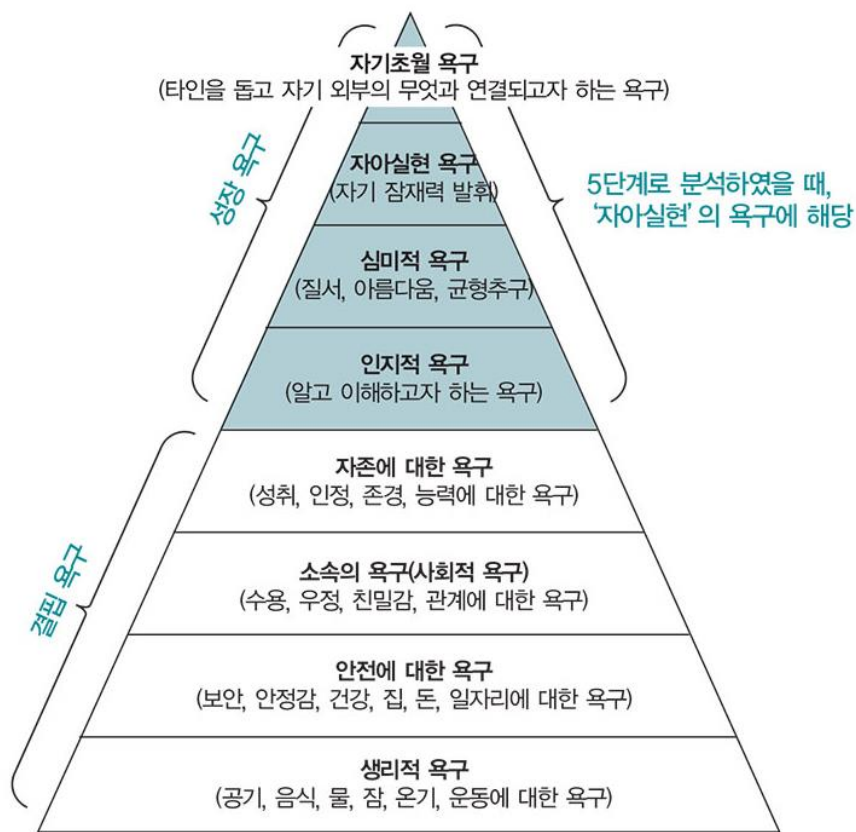 자기초월 욕구
(타인을 돕고 자기 외부의 무엇과 연결되고자 하는 욕구)
자아실현 욕구
(자기 잠재력 발휘)
성장 욕구
5단계로 분석하였을 때,
‘자아실현’의 욕구에 해당
심미적 욕구
(질서, 아름다움, 균형추구)
인지적 욕구
(알고 이해하고자 하는 욕구)
자존에 대한 욕구
(성취, 인정, 존경, 능력에 대한 욕구)
소속의 욕구(사회적 욕구)
(수용, 우정, 친밀감, 관계에 대한 욕구)
결핍 욕구
안전에 대한 욕구
(보안, 안정감, 건강, 집, 돈, 일자리에 대한 욕구)
생리적 욕구
(공기, 음식, 물, 잠, 온기, 운동에 대한 욕구)